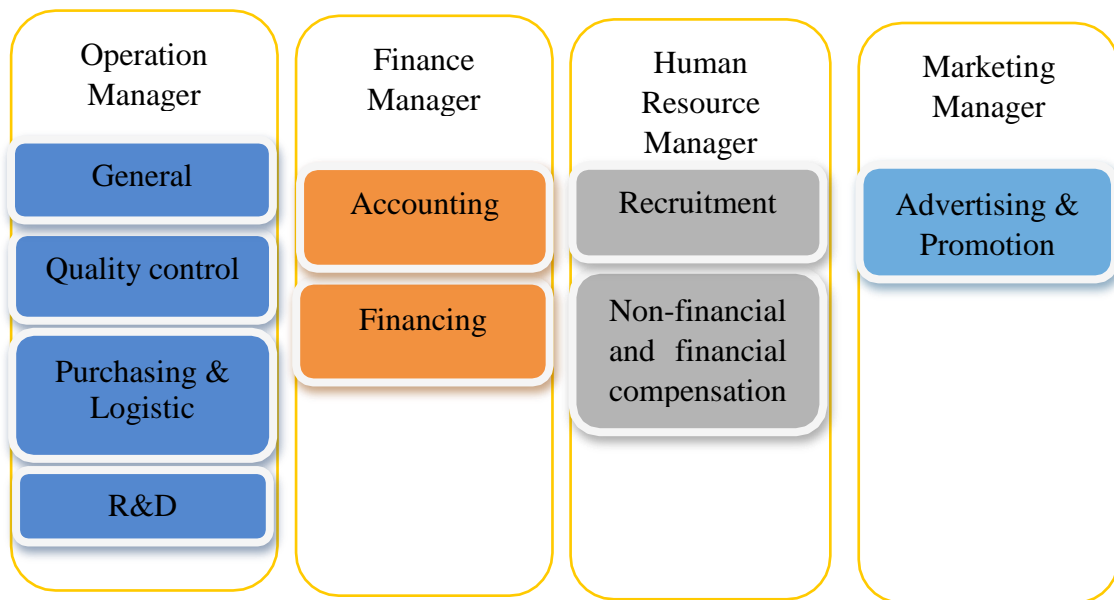 Operation
Manager
General
Quality control
Purchasing &
Logistic
R&D
Finance
Manager
Accounting
Financing
Human
Resource
Manager
Recruitment
Non-financial
and financial
compensation
Marketing
Manager
Advertising &
Promotion